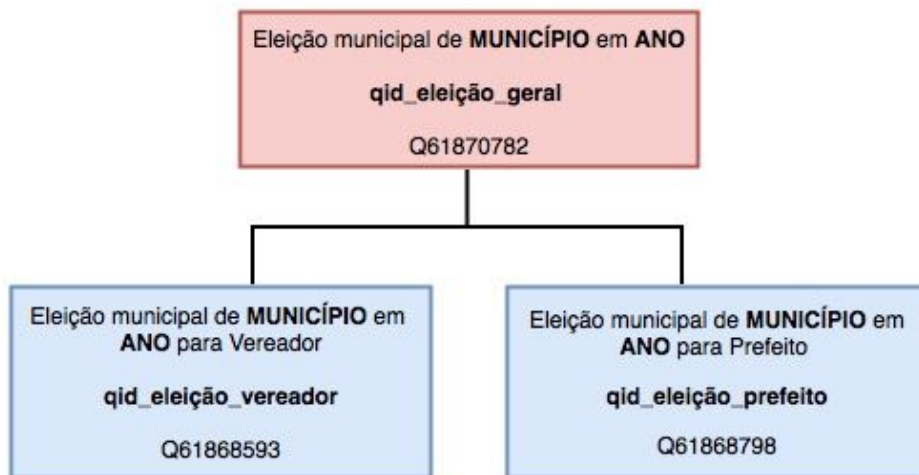 Eleição municipal de MUNICÍPIO em ANO
qid_eleição_geral
Q61870782
Eleição municipal de MUNICÍPIO em
ANO para Vereador
qid_eleição_vereador
Q61868593
Eleição municipal de MUNICÍPIO em
ANO para Prefeito
qid_eleição_prefeito
Q61868798